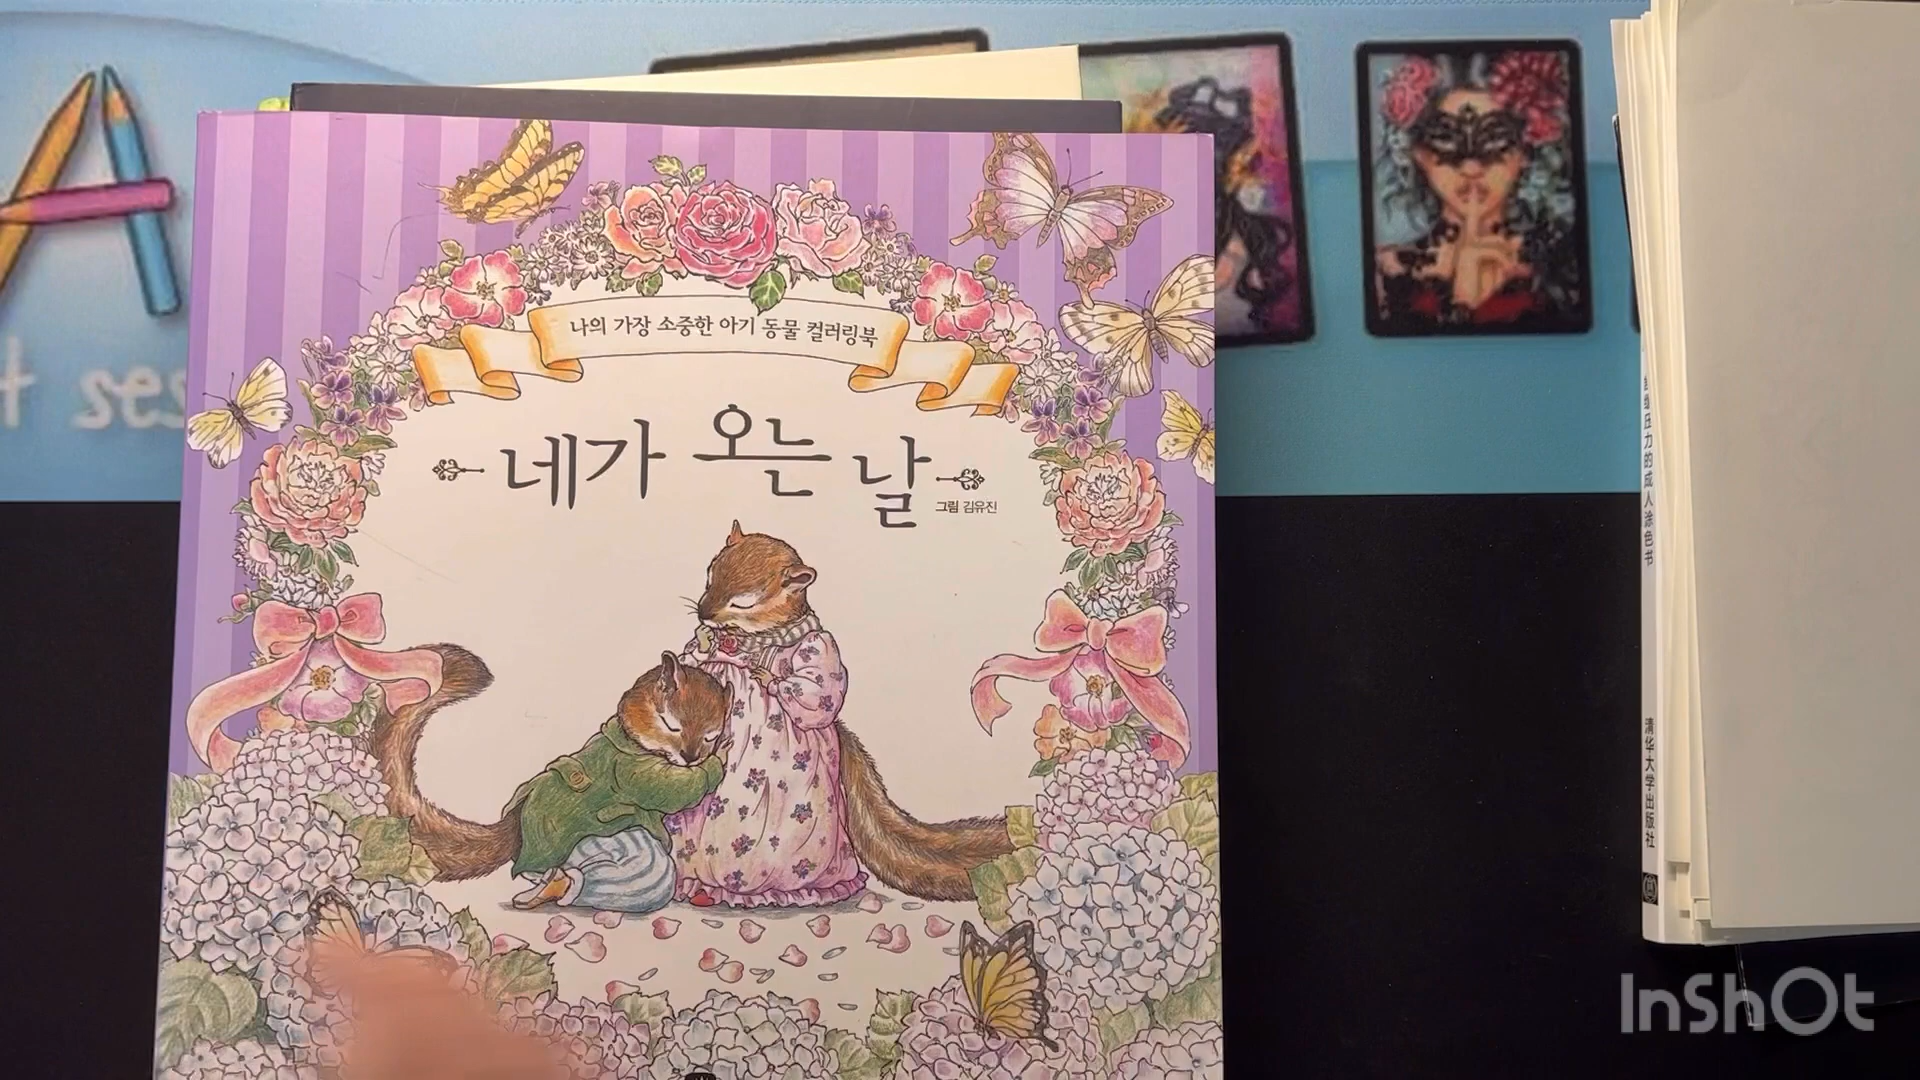 나의 가장 소중한 아기 동물 컬러링북
네가 오는 날
그림 김유진
压力的成人涂色书
清华大学出版社
InShOt